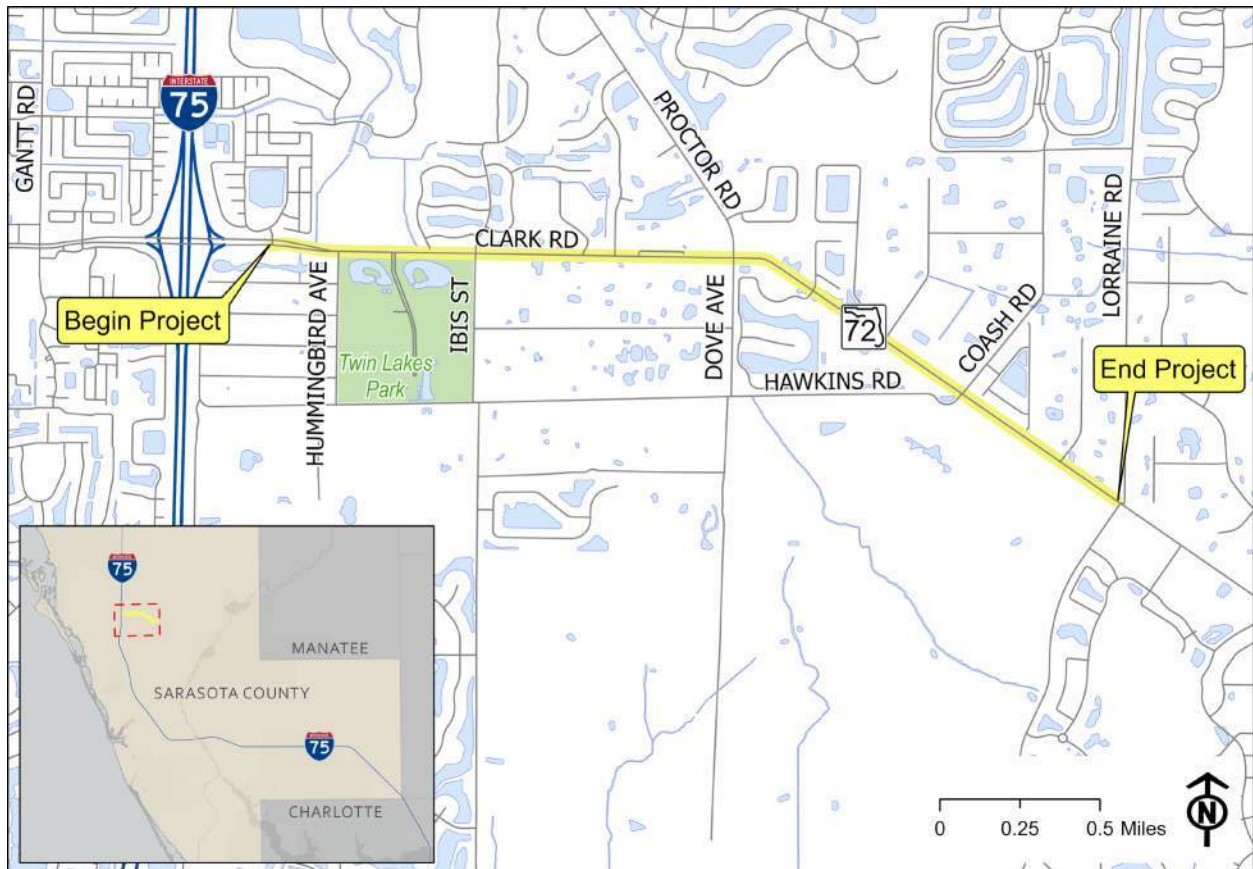 GANTT RD
INTERSTATE
75
PROCTOR RD
LORRAINE RD
CLARK RD
Begin Project
HUMMINGBIRD AVE
IBIS ST
DOVE AVE
72
COASH RD
Twin Lakes
Park
HAWKINS RD
End Project
75
MANATEE
SARASOTA COUNTY
75
CHARLOTTE
0 0.25 0.5 Miles
N